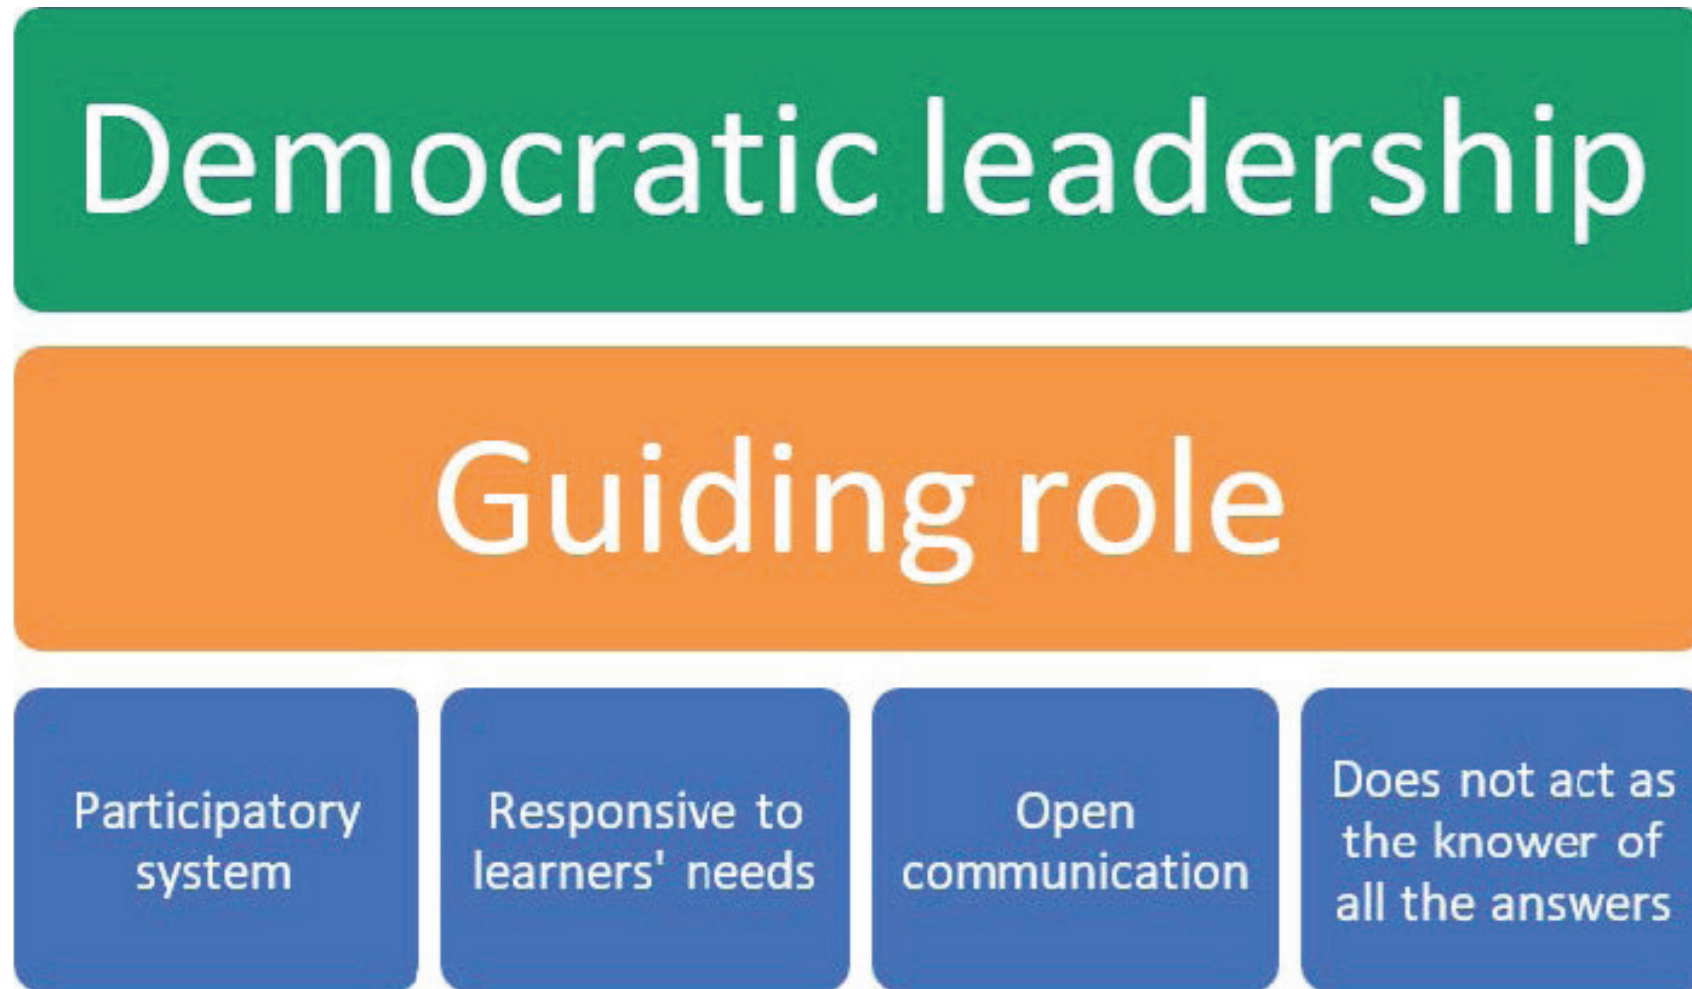 Democratic leadership
Guiding role
Participatory
system
Responsive to
learners' needs
Open
communication
Does not act as
the knower of
all the answers